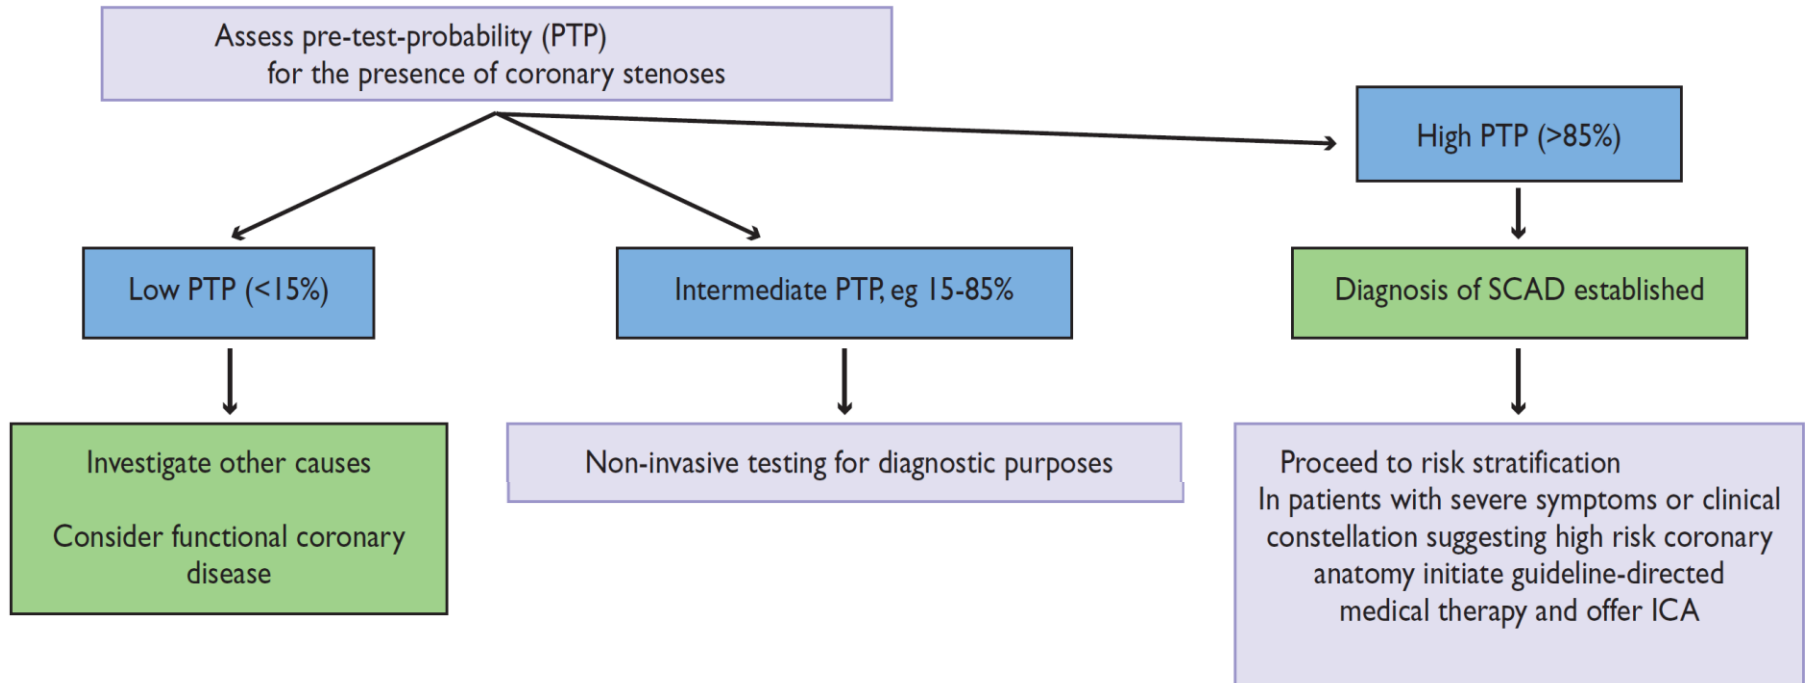 Assess pre-test-probability (PTP)
for the presence of coronary stenoses
High PTP (>85%)
Low PTP (<15%)
Intermediate PTP, eg 15-85%
Diagnosis of SCAD established
Investigate other causes
Consider functional coronary
disease
Non-invasive testing for diagnostic purposes
Proceed to risk stratification
In patients with severe symptoms or clinical
constellation suggesting high risk coronary
anatomy initiate guideline-directed
medical therapy and offer ICA